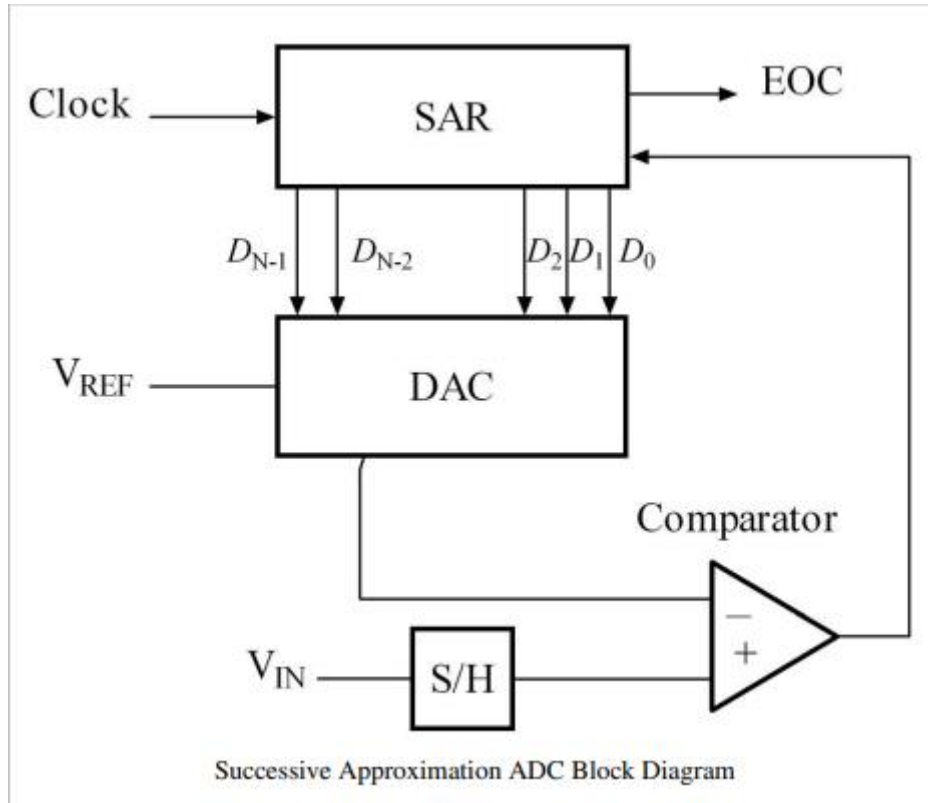 Clock
SAR
EOC
D_N-1
D_N-2
D_2
D_1
D_0
V_REF
DAC
Comparator
−
+
V_IN
S/H
Successive Approximation ADC Block Diagram